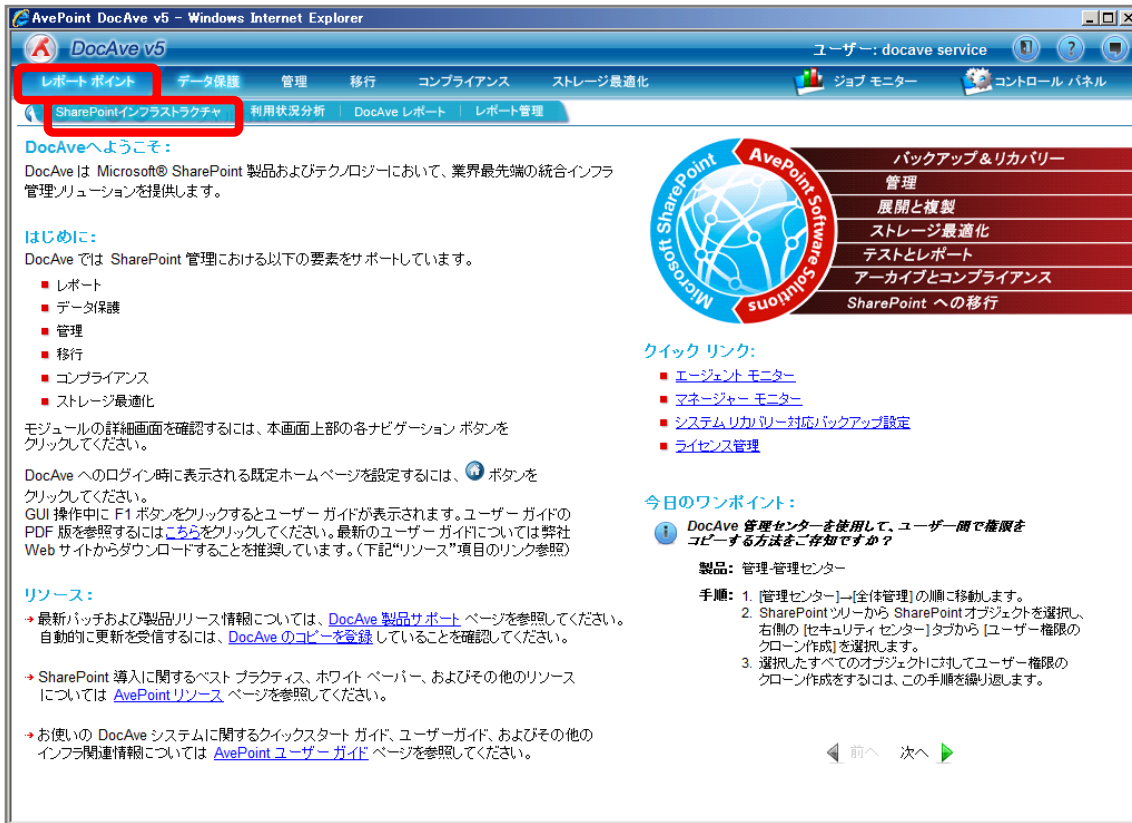 AvePoint DocAve v5 - Windows Internet Explorer
DocAve v5
ユーザー: docave service
レポート ポイント データ保護 管理 移行 コンプライアンス ストレージ最適化 ジョブ モニター コントロール パネル
SharePointインフラストラクチャ 利用状況分析 DocAve レポート レポート管理
DocAveへようこそ：
DocAve は Microsoft® SharePoint 製品およびテクノロジーにおいて、業界最先端の統合インフラ
管理ソリューションを提供します。
はじめに：
DocAve では SharePoint 管理における以下の要素をサポートしています。
レポート
データ保護
管理
移行
コンプライアンス
ストレージ最適化
モジュールの詳細画面を確認するには、本画面上部の各ナビゲーション ボタンを
クリックしてください。
DocAve へのログイン時に表示される既定ホームページを設定するには、 ボタンを
クリックしてください。
GUI 操作中に F1 ボタンをクリックするとユーザー ガイドが表示されます。ユーザー ガイドの
PDF 版を参照するにはこちらをクリックしてください。最新のユーザー ガイドについては弊社
Web サイトからダウンロードすることを推奨しています。（下記“リソース”項目のリンク参照）
リソース：
最新パッチおよび製品リリース情報については、DocAve 製品サポート ページを参照してください。
自動的に更新を受信するには、DocAve のコピーを登録 していることを確認してください。
SharePoint 導入に関するベスト プラクティス、ホワイト ペーパー、およびその他のリソース
については AvePoint リソース ページを参照してください。
お使いの DocAve システムに関するクイックスタート ガイド、ユーザーガイド、およびその他の
インフラ関連情報については AvePoint ユーザー ガイド ページを参照してください。
Microsoft SharePoint
AvePoint Software Solutions
バックアップ＆リカバリー
管理
展開と複製
ストレージ最適化
テストとレポート
アーカイブとコンプライアンス
SharePoint への移行
クイック リンク:
エージェント モニター
マネージャー モニター
システム リカバリー対応バックアップ設定
ライセンス管理
今日のワンポイント：
DocAve 管理センターを使用して、ユーザー間で権限を
コピーする方法をご存知ですか？
製品: 管理-管理センター
手順: 1. [管理センター]→[全体管理] の順に移動します。
2. SharePoint ツリーから SharePoint オブジェクトを選択し、
右側の [セキュリティ センター] タブから [ユーザー権限の
クローン作成] を選択します。
3. 選択したすべてのオブジェクトに対してユーザー権限の
クローン作成をするには、この手順を繰り返します。
前へ 次へ